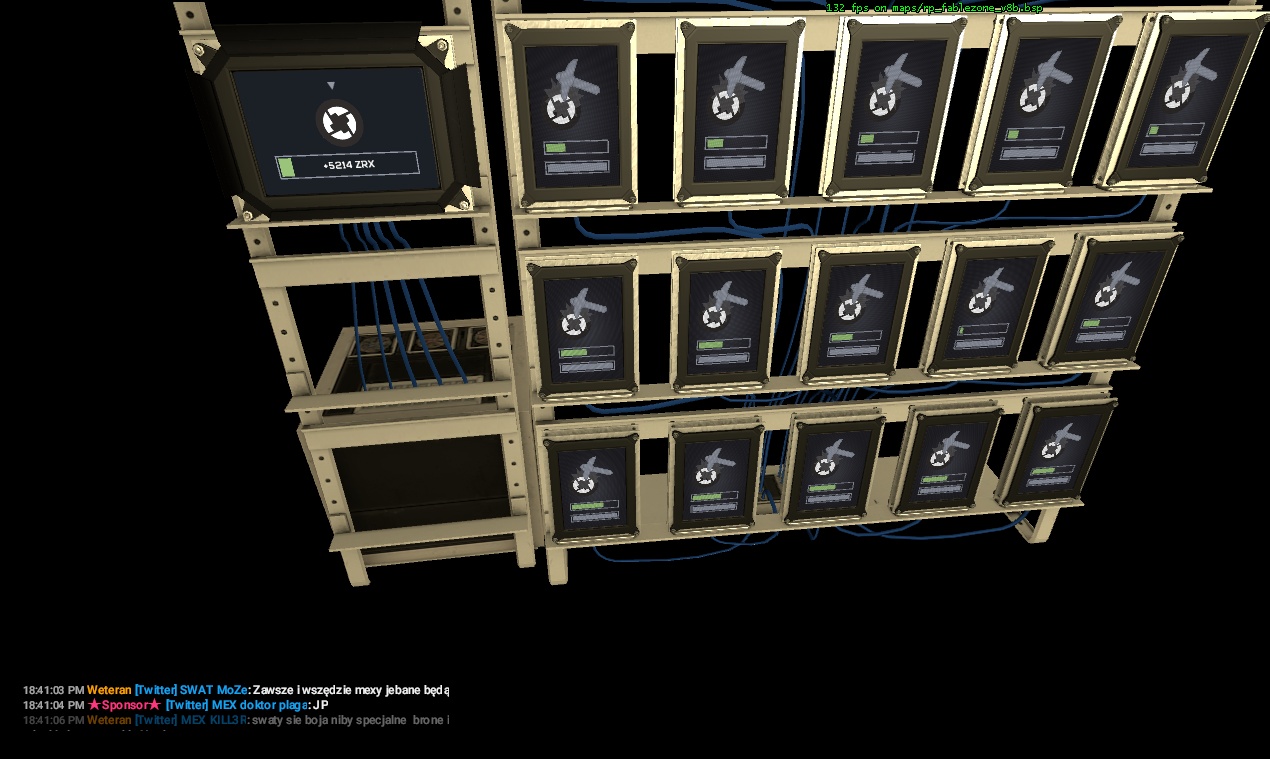 132 fps on maps/rp_fablezone_v8b.bsp
+5214 ZRX
18:41:03 PM Weteran [Twitter] SWAT MoZe: Zawsze i wszędzie mexy jebane będą
18:41:04 PM ★Sponsor★ [Twitter] MEX doktor plaga: JP
18:41:06 PM Weteran [Twitter] MEX KILL3R: swaty sie boja niby specjalne brone i